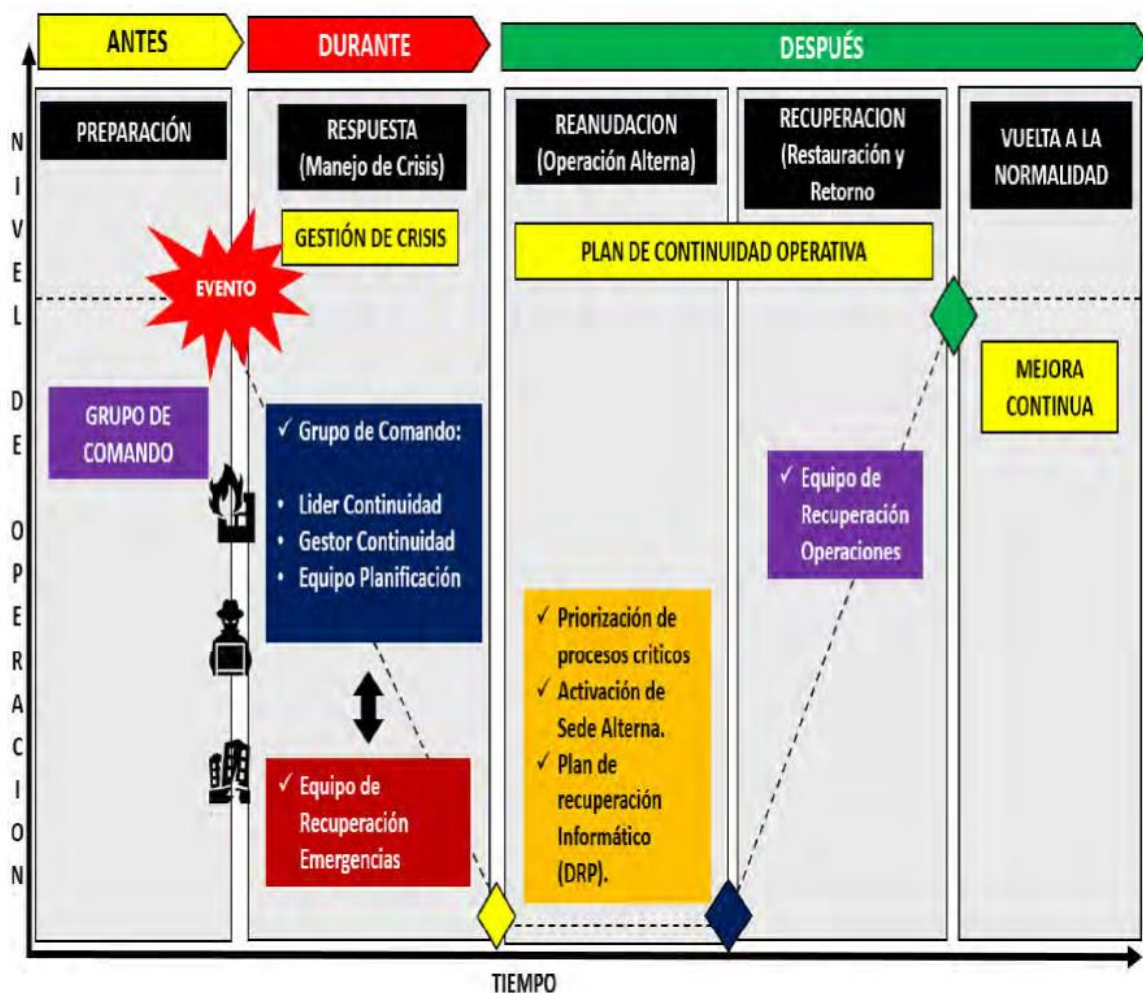 ANTES
DURANTE
DESPUÉS
PREPARACIÓN
RESPUESTA
(Manejo de Crisis)
REANUDACION
(Operación Alterna)
RECUPERACION
(Restauración y
Retorno
VUELTA A LA
NORMALIDAD
GESTIÓN DE CRISIS
PLAN DE CONTINUIDAD OPERATIVA
EVENTO
MEJORA
CONTINUA
GRUPO DE
COMANDO
✓ Grupo de Comando:
• Lider Continuidad
• Gestor Continuidad
• Equipo Planificación
✓ Equipo de
Recuperación
Operaciones
✓ Priorización de
procesos criticos
✓ Activación de
Sede Alterna.
✓ Plan de
recuperación
Informático
(DRP).
✓ Equipo de
Recuperación
Emergencias
NIVEL DE OPERACION
TIEMPO